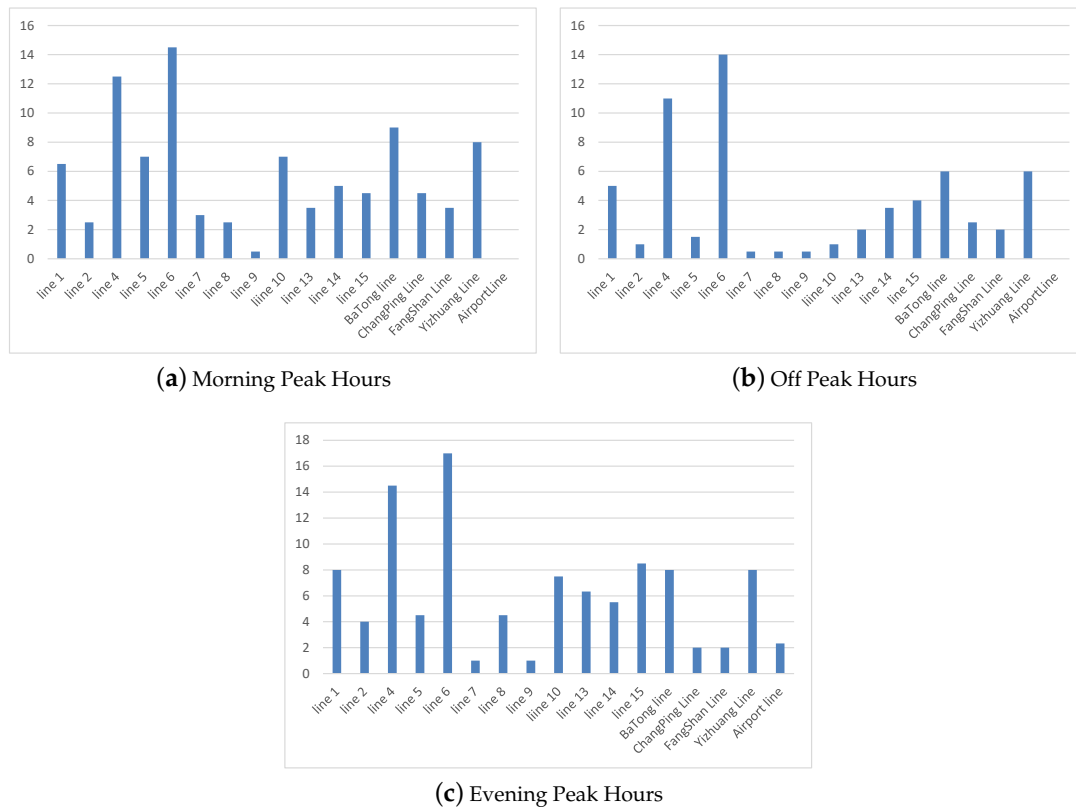 16
14
12
10
8
6
4
2
0
line 1
line 2
line 4
line 5
line 6
line 7
line 8
line 9
liine 10
line 13
line 14
line 15
BaTong line
ChangPing Line
FangShan Line
Yizhuang Line
AirportLine
(a) Morning Peak Hours
16
14
12
10
8
6
4
2
0
line 1
line 2
line 4
line 5
line 6
line 7
line 8
line 9
liine 10
line 13
line 14
line 15
BaTong line
ChangPing Line
FangShan Line
Yizhuang Line
AirportLine
(b) Off Peak Hours
18
16
14
12
10
8
6
4
2
0
line 1
line 2
line 4
line 5
line 6
line 7
line 8
line 9
liine 10
line 13
line 14
line 15
BaTong line
ChangPing Line
FangShan Line
Yizhuang Line
Airport line
(c) Evening Peak Hours